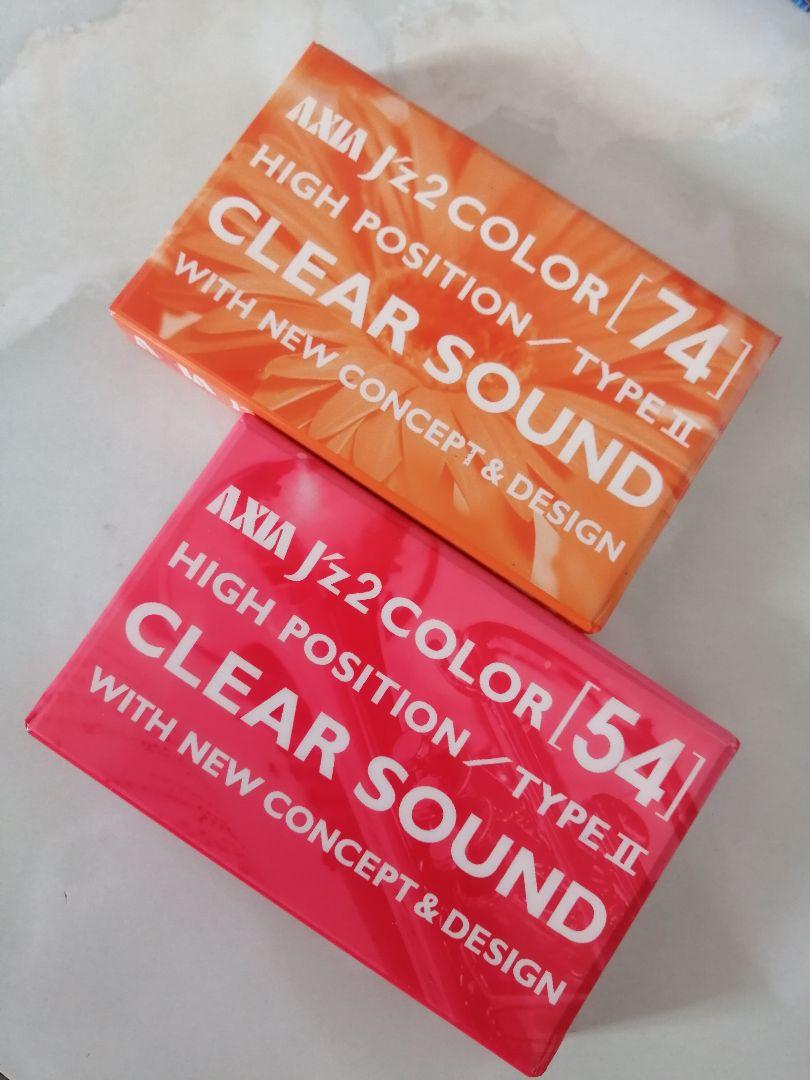 AXIA J'z2 COLOR [74]
HIGH POSITION / TYPE II
CLEAR SOUND
WITH NEW CONCEPT & DESIGN
AXIA J'z2 COLOR [54]
HIGH POSITION / TYPE II
CLEAR SOUND
WITH NEW CONCEPT & DESIGN